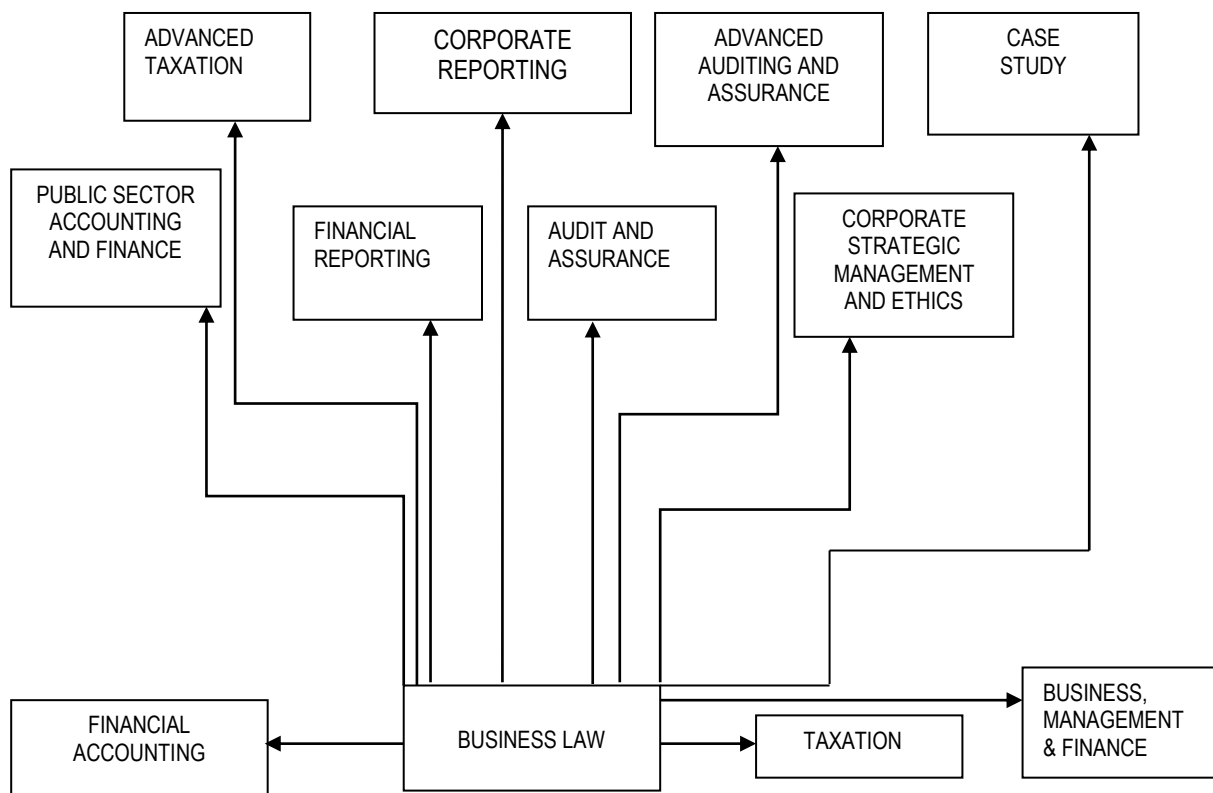 ADVANCED
TAXATION
CORPORATE
REPORTING
ADVANCED
AUDITING AND
ASSURANCE
CASE
STUDY
PUBLIC SECTOR
ACCOUNTING
AND FINANCE
FINANCIAL
REPORTING
AUDIT AND
ASSURANCE
CORPORATE
STRATEGIC
MANAGEMENT
AND ETHICS
FINANCIAL
ACCOUNTING
BUSINESS LAW
TAXATION
BUSINESS,
MANAGEMENT
& FINANCE